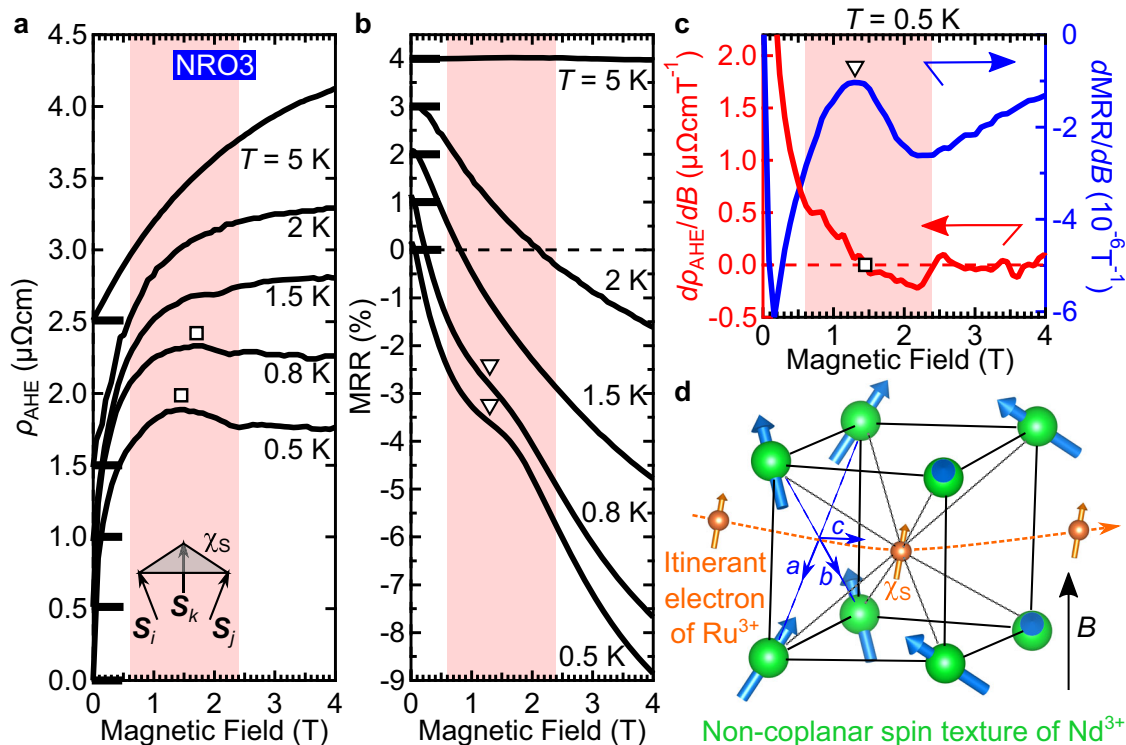 a
NRO3
4.5
4.0
3.5
3.0
2.5
2.0
1.5
1.0
0.5
0.0
ρAHE (μΩcm)
T = 5 K
2 K
1.5 K
0.8 K
0.5 K
χS
Si
Sk
Sj
0 1 2 3 4
Magnetic Field (T)
b
4
3
2
1
0
-1
-2
-3
-4
-5
-6
-7
-8
-9
MRR (%)
T = 5 K
2 K
1.5 K
0.8 K
0.5 K
0 1 2 3 4
Magnetic Field (T)
c
T = 0.5 K
2.0
1.5
1.0
0.5
0.0
-0.5
dρAHE/dB (μΩcmT-1)
0
-2
-4
-6
dMRR/dB (10-6T-1)
0 1 2 3 4
Magnetic Field (T)
d
c
a
b
χS
Itinerant
electron
of Ru3+
B
Non-coplanar spin texture of Nd3+